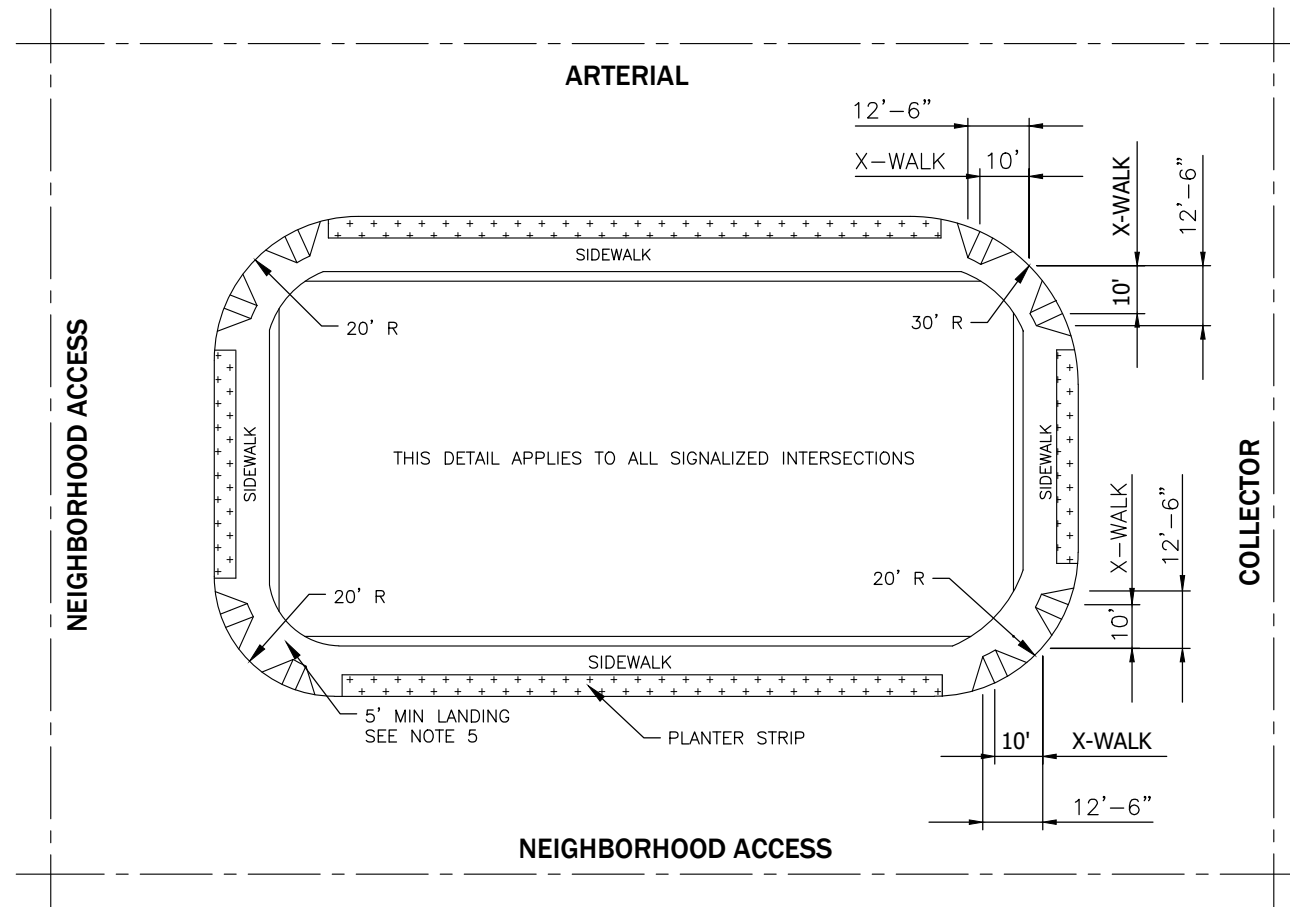 ARTERIAL
12'-6"
X-WALK
10'
X-WALK
12'-6"
10'
SIDEWALK
20' R
30' R
NEIGHBORHOOD ACCESS
SIDEWALK
THIS DETAIL APPLIES TO ALL SIGNALIZED INTERSECTIONS
SIDEWALK
COLLECTOR
X-WALK
12'-6"
10'
20' R
20' R
SIDEWALK
5' MIN LANDING
SEE NOTE 5
PLANTER STRIP
10'
X-WALK
12'-6"
NEIGHBORHOOD ACCESS